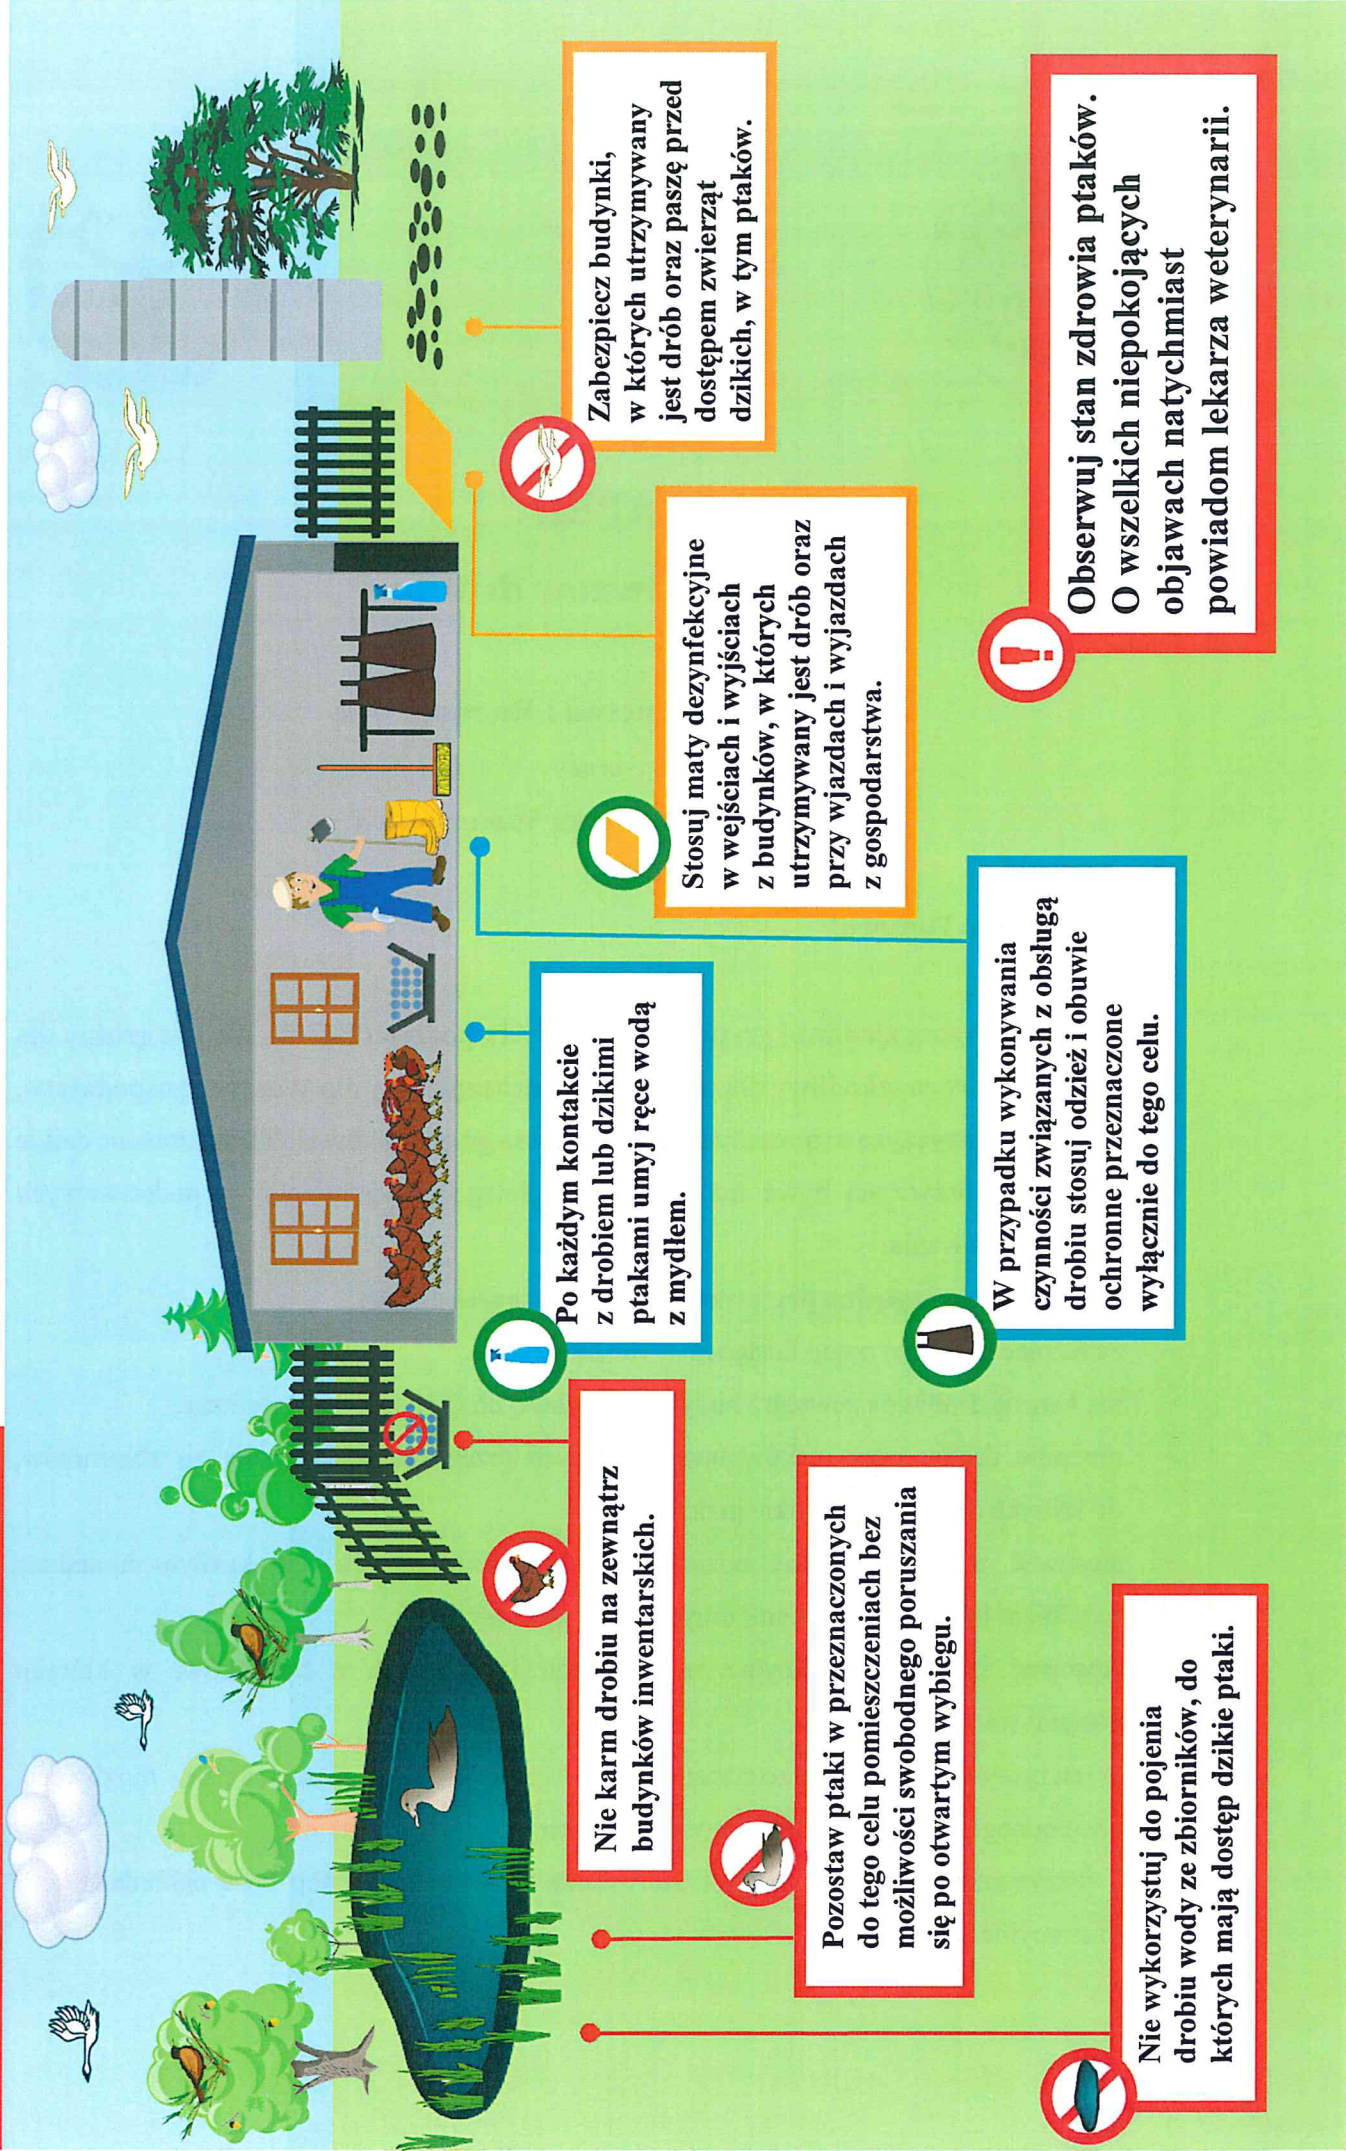 Nie wykorzystuj do pojenia
drobiu wody ze zbiorników, do
których mają dostęp dzikie ptaki.
Pozostaw ptaki w przeznaczonych
do tego celu pomieszczeniach bez
możliwości swobodnego poruszania
się po otwartym wybiegu.
Nie karm drobiu na zewnątrz
budynków inwentarskich.
Po każdym kontakcie
z drobiem lub dzikimi
ptakami umyj ręce wodą
z mydłem.
W przypadku wykonywania
czynności związanych z obsługą
drobiu stosuj odzież i obuwie
ochronne przeznaczone
wyłącznie do tego celu.
Stosuj maty dezynfekcyjne
w wejściach i wyjściach
z budynków, w których
utrzymywany jest drób oraz
przy wjazdach i wyjazdach
z gospodarstwa.
Zabezpiecz budynki,
w których utrzymywany
jest drób oraz paszę przed
dostępem zwierząt
dzikich, w tym ptaków.
Obserwuj stan zdrowia ptaków.
O wszelkich niepokojących
objawach natychmiast
powiadom lekarza weterynarii.